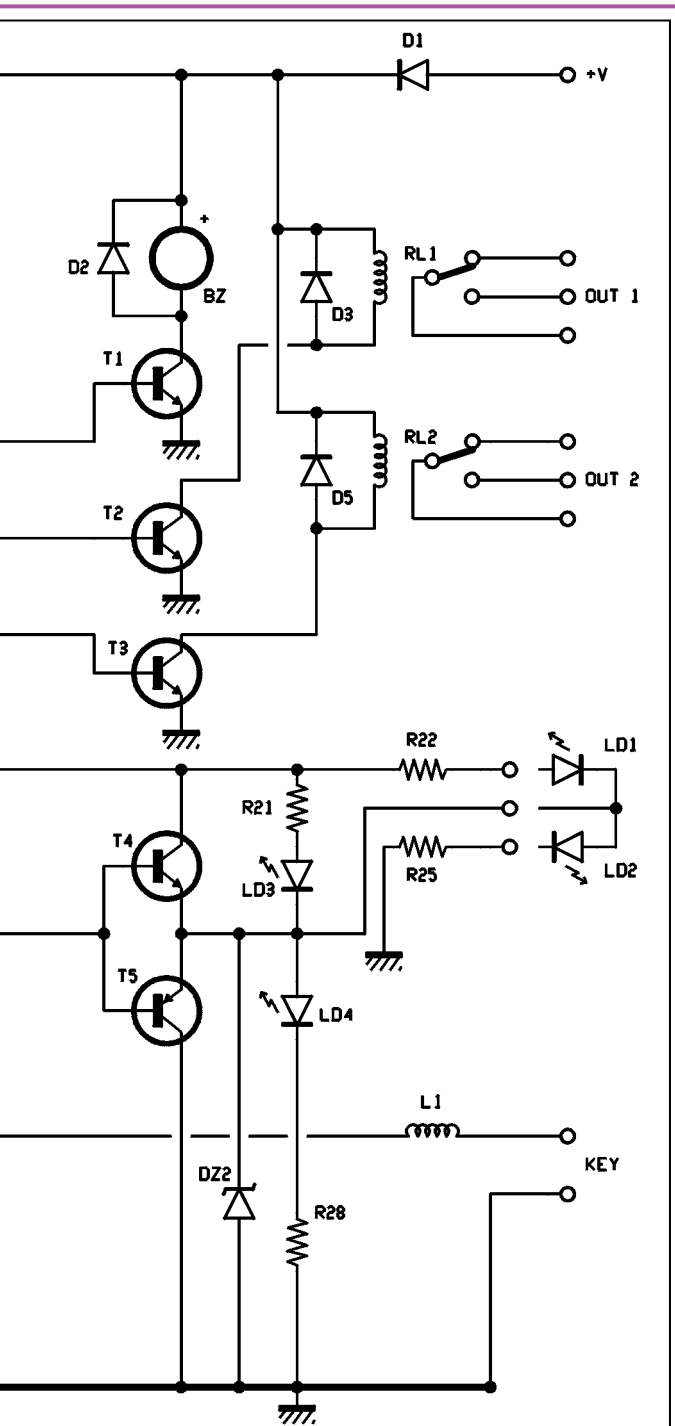 D1
+V
+
D2
BZ
RL1
D3
OUT 1
T1
RL2
D5
OUT 2
T2
T3
R22
LD1
R21
T4
LD3
R25
LD2
T5
LD4
L1
KEY
DZ2
R28